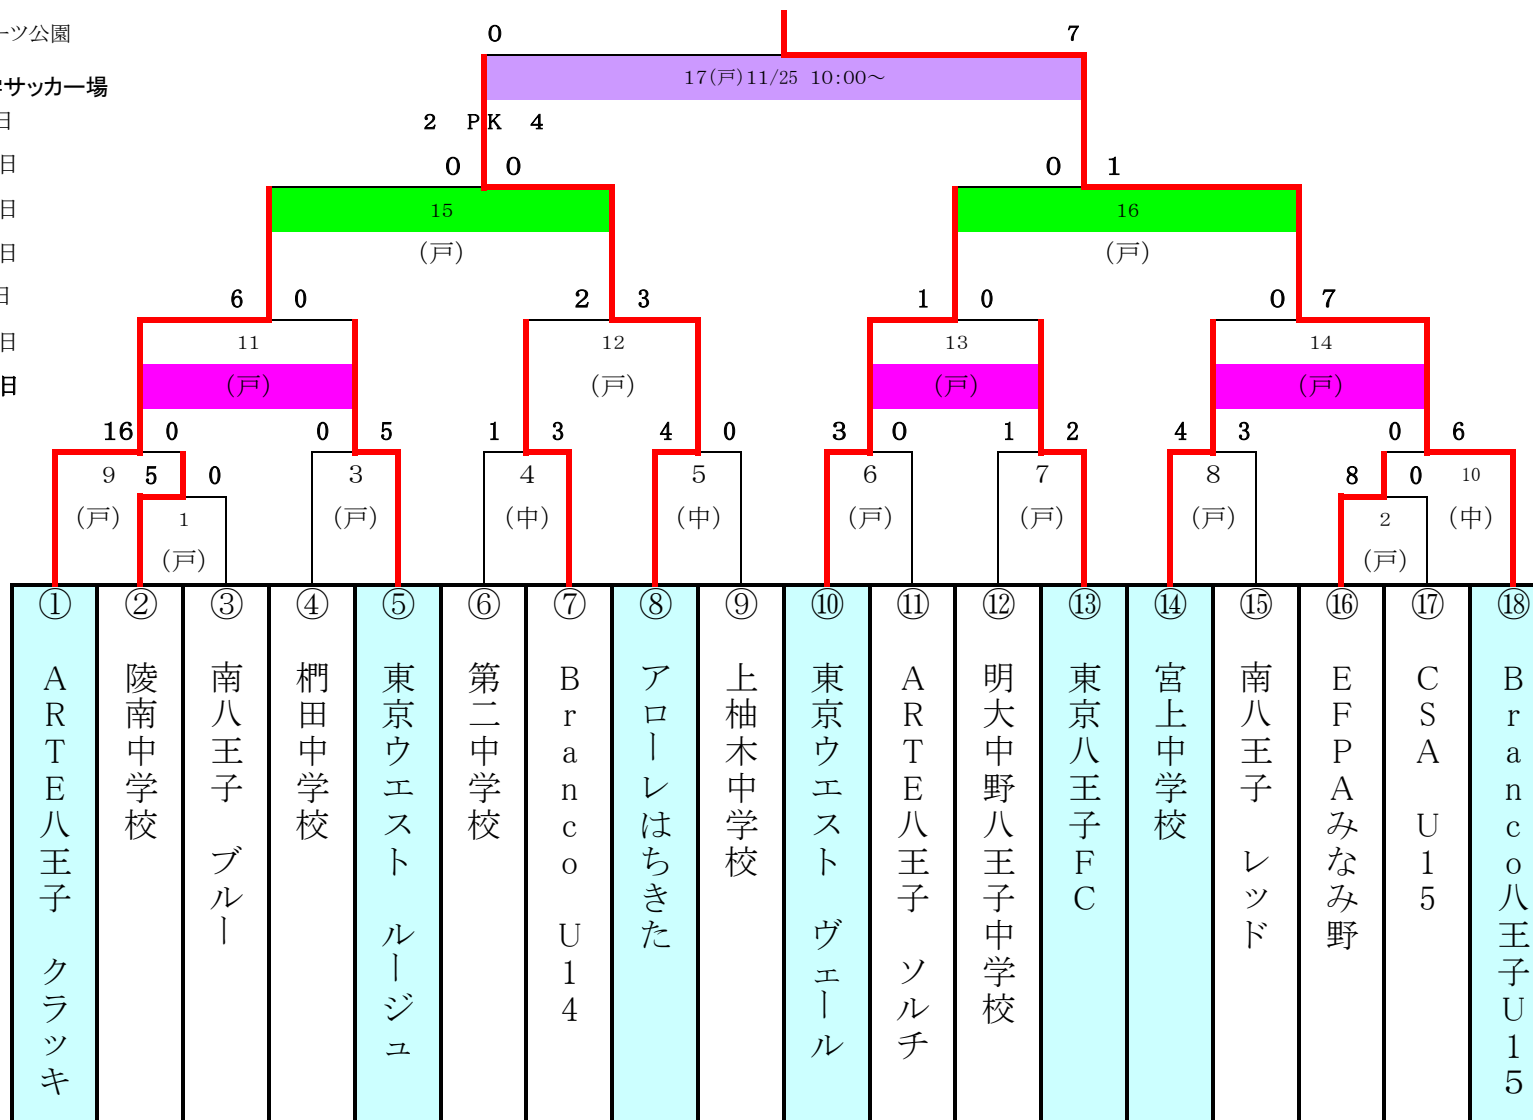 ーツ公園
０ 7
17(戸)11/25 10:00～
サッカー場
日
２ ＰＫ ４
日
０ ０ ０ １
日
15 16
日
(戸) (戸)
日
6 0 2 3 1 0 0 7
日
11 12 13 14
日
(戸) (戸) (戸) (戸)
16 0 0 5 1 3 4 0 3 0 1 2 4 3 0 6
9 5 0 3 4 5 6 7 8 8 0 10
(戸) 1 (戸) (中) (中) (戸) (戸) (戸) 2 (中)
(戸) (戸)
① ARTE八王子 クラッキ
② 陵南中学校
③ 南八王子 ブルー
④ 椚田中学校
⑤ 東京ウエスト ルージュ
⑥ 第二中学校
⑦ Branco U14
⑧ アローレはちきた
⑨ 上柚木中学校
⑩ 東京ウエスト ヴェール
⑪ ARTE八王子 ソルチ
⑫ 明大中野八王子中学校
⑬ 東京八王子FC
⑭ 宮上中学校
⑮ 南八王子 レッド
⑯ EFPAみなみ野
⑰ CSA U15
⑱ Branco八王子U15